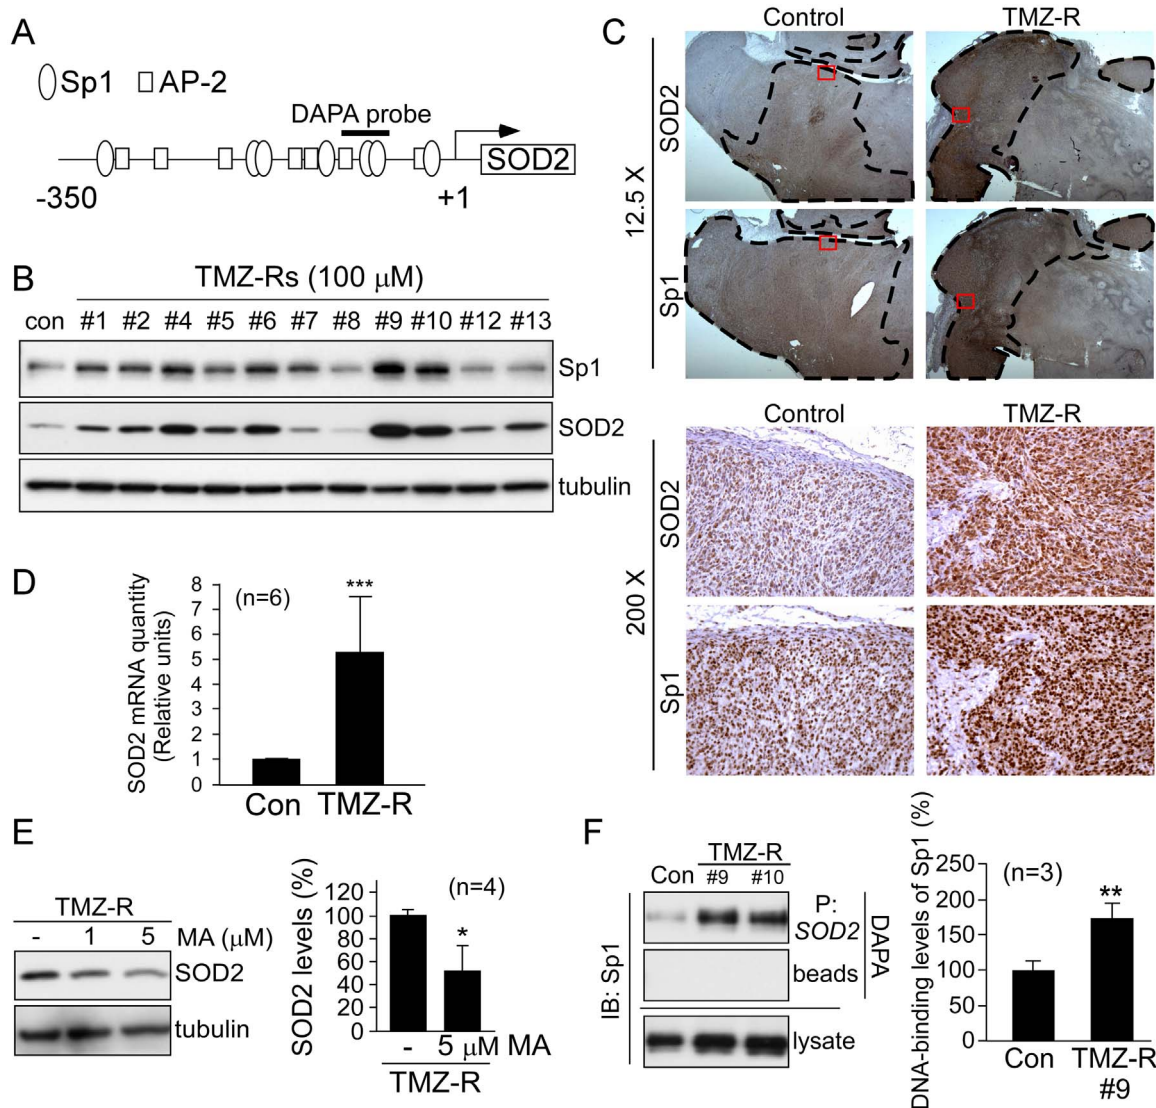 A
Sp1 AP-2
DAPA probe
SOD2
-350 +1
B
TMZ-Rs (100 μM)
con #1 #2 #4 #5 #6 #7 #8 #9 #10 #12 #13
Sp1
SOD2
tubulin
C
Control TMZ-R
12.5 X
SOD2
Sp1
Control TMZ-R
200 X
SOD2
Sp1
D
SOD2 mRNA quantity
(Relative units)
8
7
6
5
4
3
2
1
0
(n=6)
***
Con TMZ-R
E
TMZ-R
- 1 5 MA (μM)
SOD2
tubulin
SOD2 levels (%)
120
100
80
60
40
20
0
(n=4)
*
- 5 μM MA
TMZ-R
F
TMZ-R
Con #9 #10
IB: Sp1
P:
SOD2
beads
DAPA
lysate
DNA-binding levels of Sp1 (%)
250
200
150
100
50
0
(n=3)
**
Con TMZ-R
#9